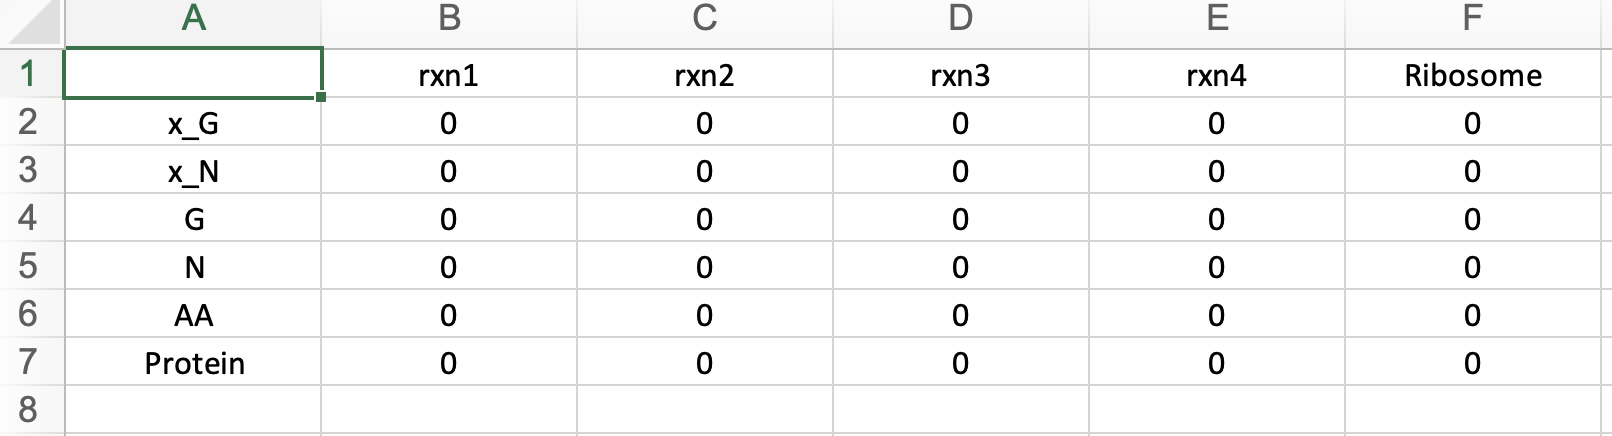 A B C D E F
1 rxn1 rxn2 rxn3 rxn4 Ribosome
2 x_G 0 0 0 0 0
3 x_N 0 0 0 0 0
4 G 0 0 0 0 0
5 N 0 0 0 0 0
6 AA 0 0 0 0 0
7 Protein 0 0 0 0 0
8